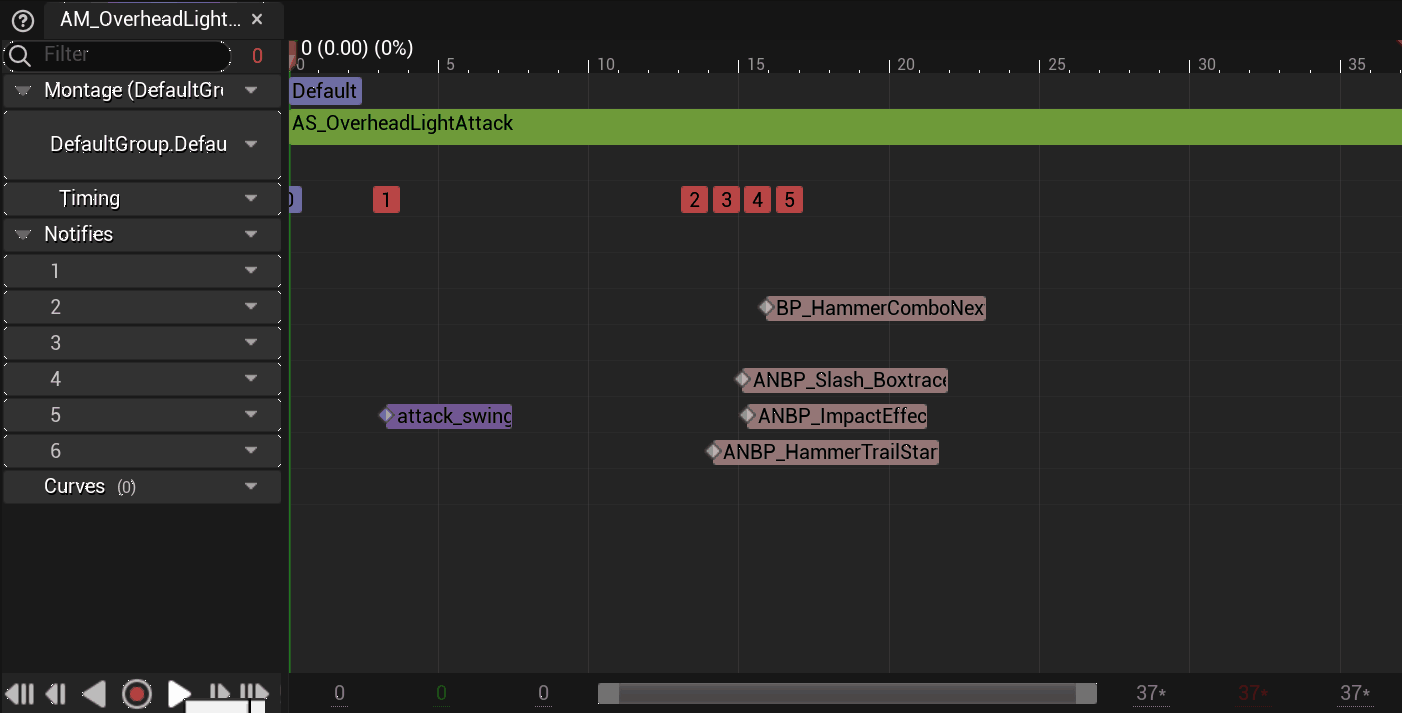 AM_OverheadLight...
Filter 0
0 (0.00) (0%)
0 5 10 15 20 25 30 35
Montage (DefaultGr
Default
AS_OverheadLightAttack
DefaultGroup.Defau
Timing
1 2 3 4 5
Notifies
1
2
BP_HammerComboNex
3
4
ANBP_Slash_Boxtrace
5
attack_swing
ANBP_ImpactEffec
6
ANBP_HammerTrailStar
Curves (0)
0 0 0 37* 37* 37*